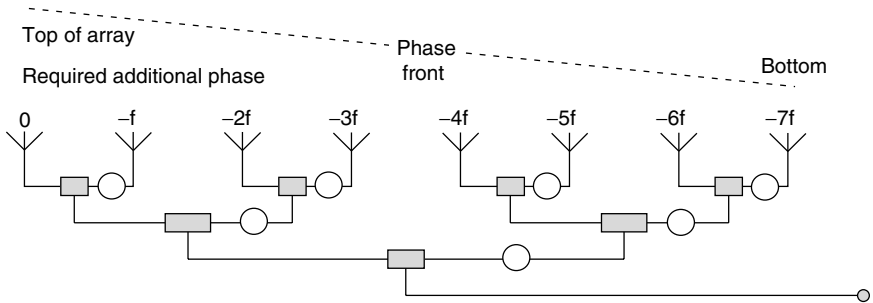 Top of array
Phase
front
Required additional phase
Bottom
0 –f –2f –3f –4f –5f –6f –7f